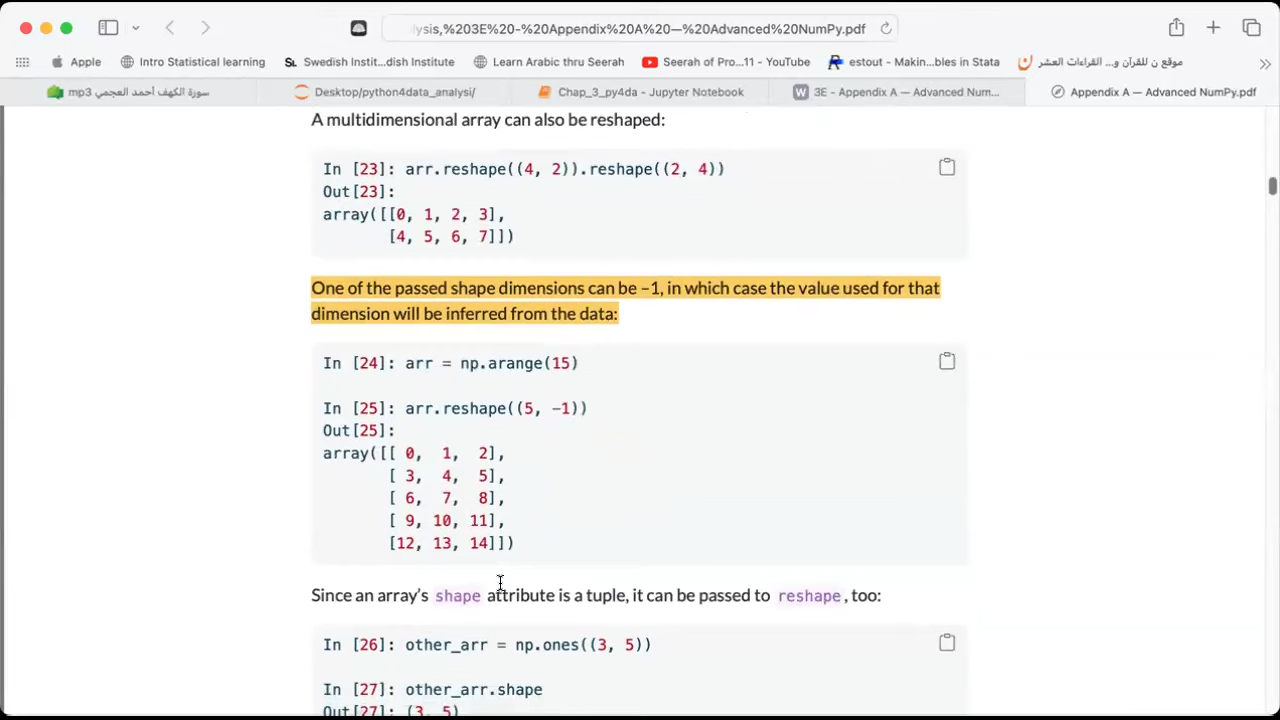 lysis,%203E%20-%20Appendix%20A%20—%20Advanced%20NumPy.pdf
Apple Intro Statistical learning SL Swedish Instit...dish Institute Learn Arabic thru Seerah Seerah of Pro...11 - YouTube estout - Makin...bles in Stata موقع ن للقرآن و... القراءات العشر
سورة الكهف أحمد العجمي mp3 Desktop/python4data_analysi/ Chap_3_py4da - Jupyter Notebook W 3E - Appendix A — Advanced Num... Appendix A — Advanced NumPy.pdf
A multidimensional array can also be reshaped:
In [23]: arr.reshape((4, 2)).reshape((2, 4))
Out[23]:
array([[0, 1, 2, 3],
[4, 5, 6, 7]])
One of the passed shape dimensions can be –1, in which case the value used for that
dimension will be inferred from the data:
In [24]: arr = np.arange(15)
In [25]: arr.reshape((5, -1))
Out[25]:
array([[ 0, 1, 2],
[ 3, 4, 5],
[ 6, 7, 8],
[ 9, 10, 11],
[12, 13, 14]])
Since an array’s shape attribute is a tuple, it can be passed to reshape, too:
In [26]: other_arr = np.ones((3, 5))
In [27]: other_arr.shape
Out[27]: (3, 5)